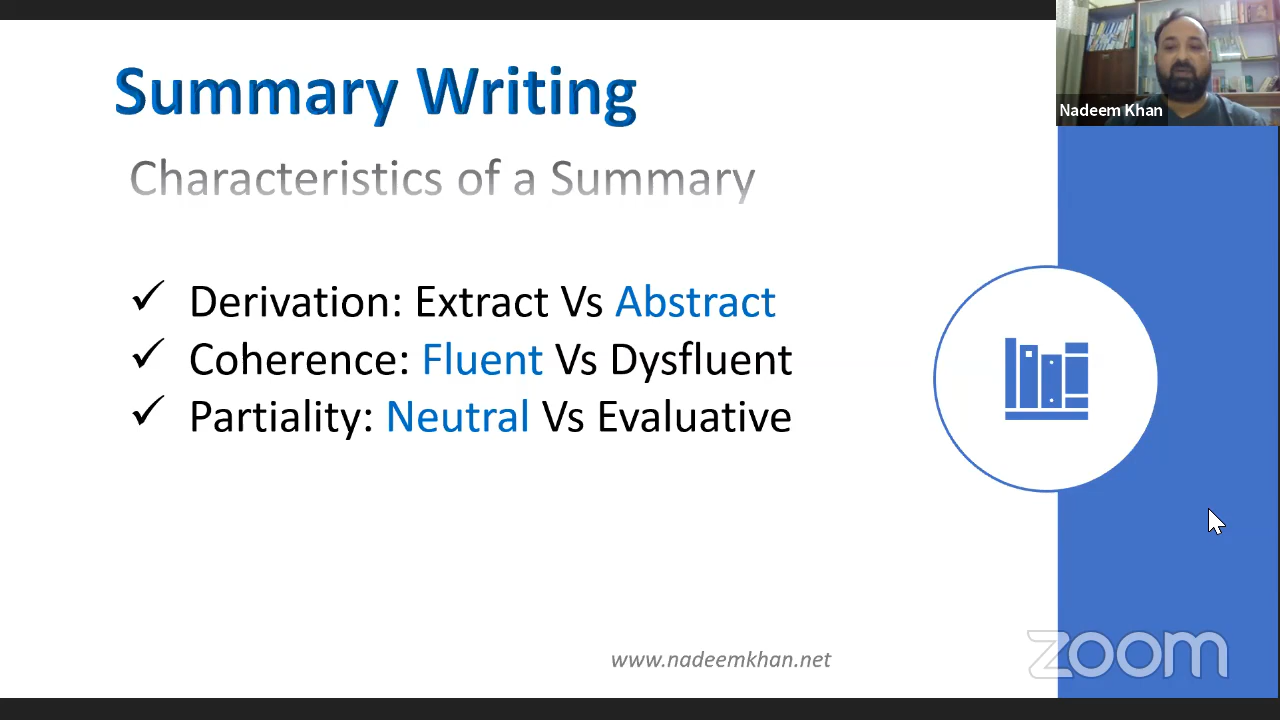 Summary Writing
Nadeem Khan
Characteristics of a Summary
✓ Derivation: Extract Vs Abstract
✓ Coherence: Fluent Vs Dysfluent
✓ Partiality: Neutral Vs Evaluative
www.nadeemkhan.net
zoom